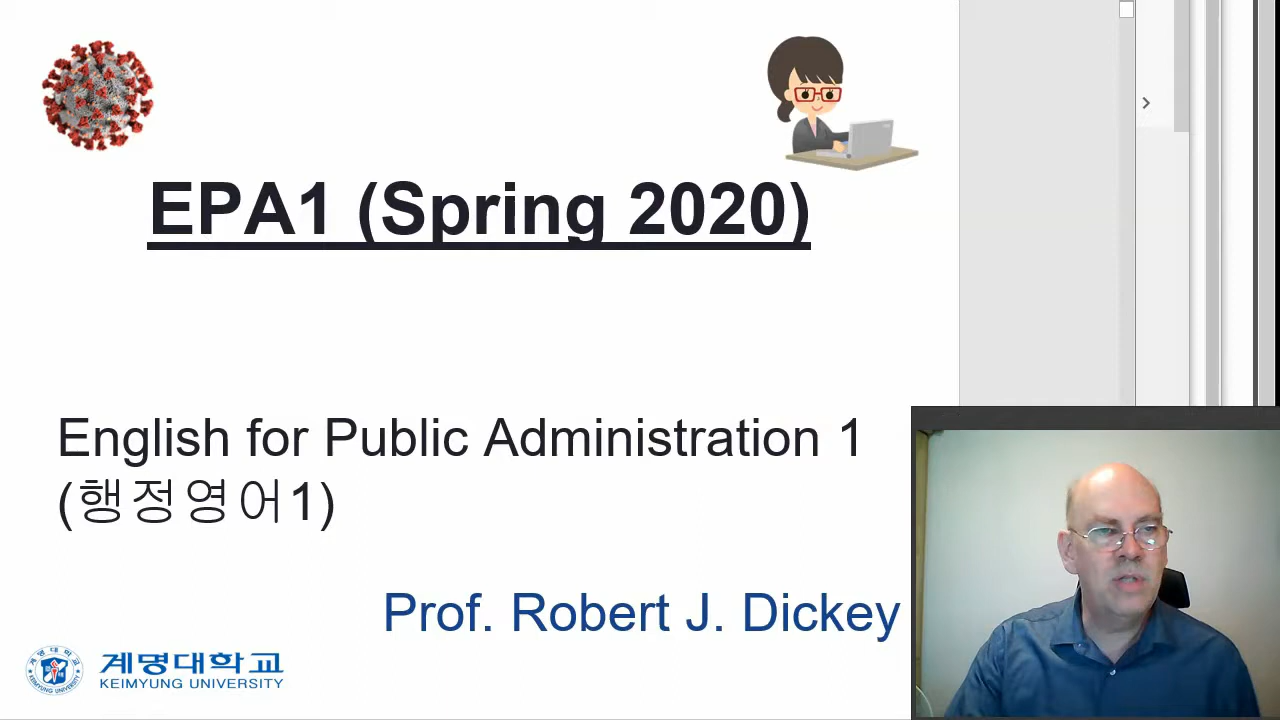 EPA1 (Spring 2020)
English for Public Administration 1
(행정영어1)
Prof. Robert J. Dickey
계명대학교
KEIMYUNG UNIVERSITY